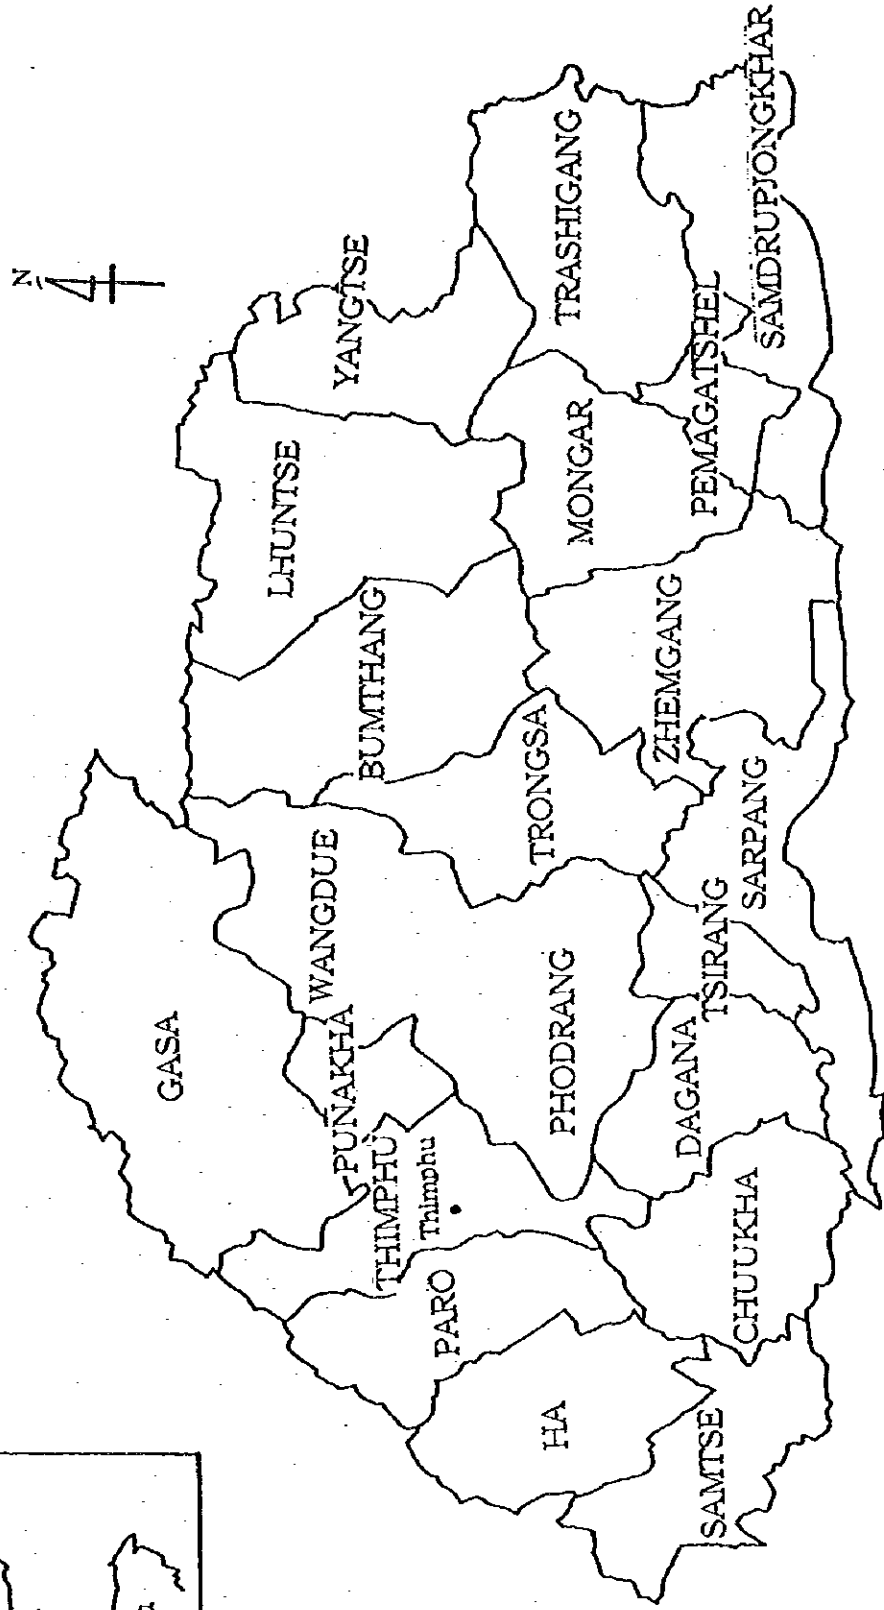 N
GASA
YANGTSE
LHUNTSE
WANGDUE
PUNAKHA
BUMTHANG
THIMPHU
Thimphu
PARO
TRONGSA
TRASHIGANG
MONGAR
PHODRANG
HA
ZHEMGANG
DAGANA
PEMAGATSHEL
TSIRANG
SAMTSE
CHUUKHA
SARPANG
SAMDRUPJONGKHAR